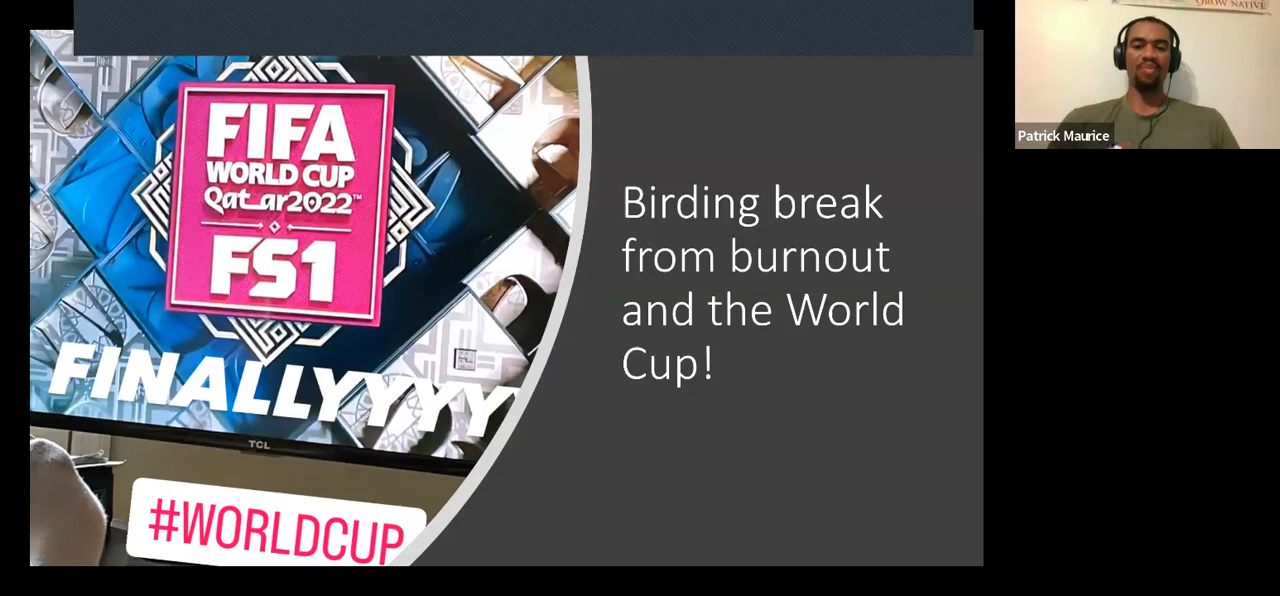 FIFA
WORLD CUP
Qatar2022™
FS1
FINALLYYYYY
TCL
#WORLDCUP
Birding break
from burnout
and the World
Cup!
GROW NATIVE
Patrick Maurice